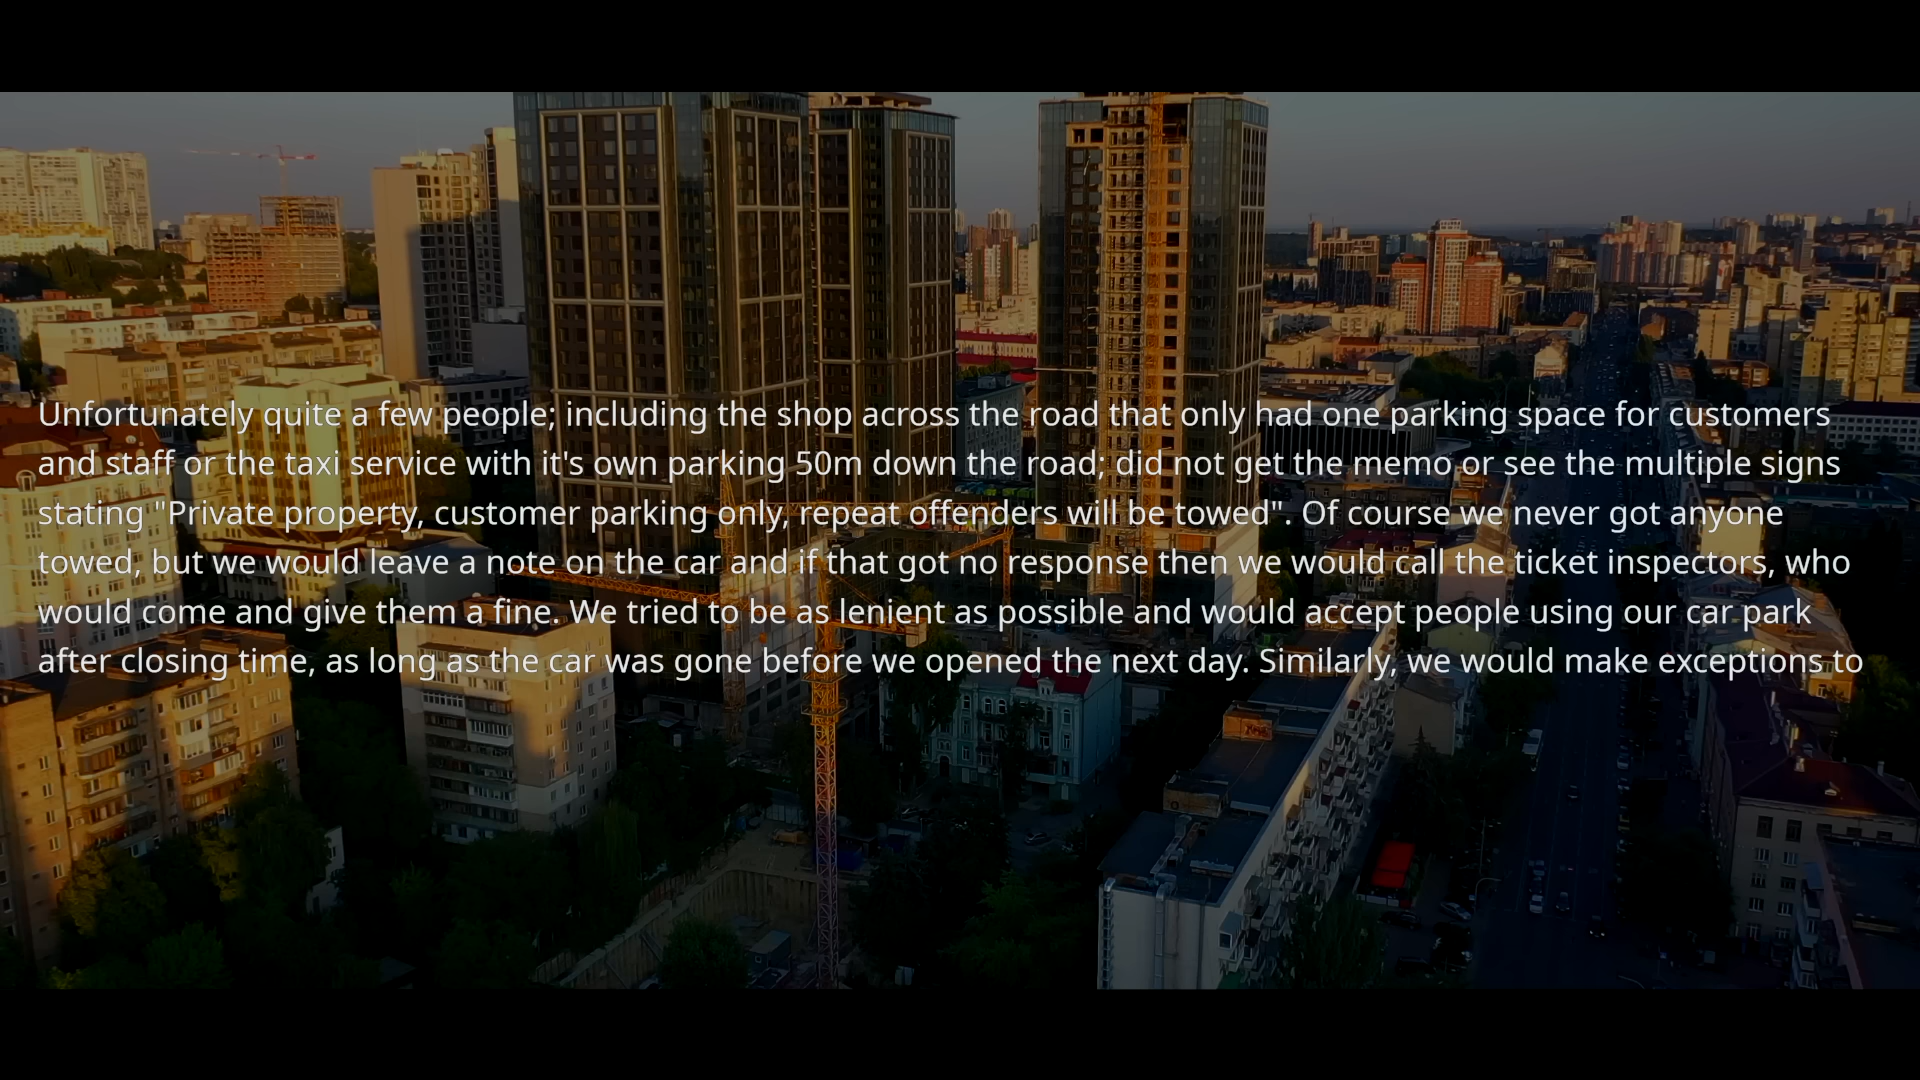 Unfortunately quite a few people; including the shop across the road that only had one parking space for customers
and staff or the taxi service with it's own parking 50m down the road; did not get the memo or see the multiple signs
stating "Private property, customer parking only, repeat offenders will be towed". Of course we never got anyone
towed, but we would leave a note on the car and if that got no response then we would call the ticket inspectors, who
would come and give them a fine. We tried to be as lenient as possible and would accept people using our car park
after closing time, as long as the car was gone before we opened the next day. Similarly, we would make exceptions to